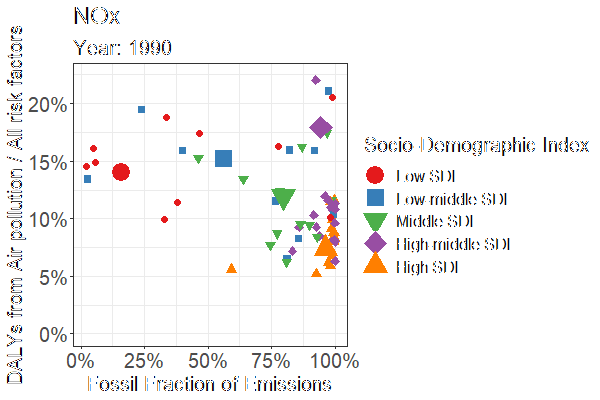 NOx
Year: 1990
DALYs from Air pollution / All risk factors
20%
15%
10%
5%
0%
0% 25% 50% 75% 100%
Fossil Fraction of Emissions
Socio-Demographic Index
Low SDI
Low-middle SDI
Middle SDI
High-middle SDI
High SDI